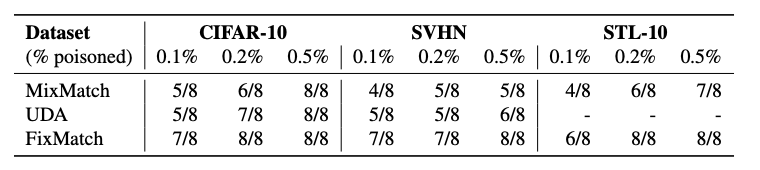 Dataset CIFAR-10 SVHN STL-10
(% poisoned) 0.1% 0.2% 0.5% 0.1% 0.2% 0.5% 0.1% 0.2% 0.5%
MixMatch 5/8 6/8 8/8 4/8 5/8 5/8 4/8 6/8 7/8
UDA 5/8 7/8 8/8 5/8 5/8 6/8 - - -
FixMatch 7/8 8/8 8/8 7/8 7/8 8/8 6/8 8/8 8/8